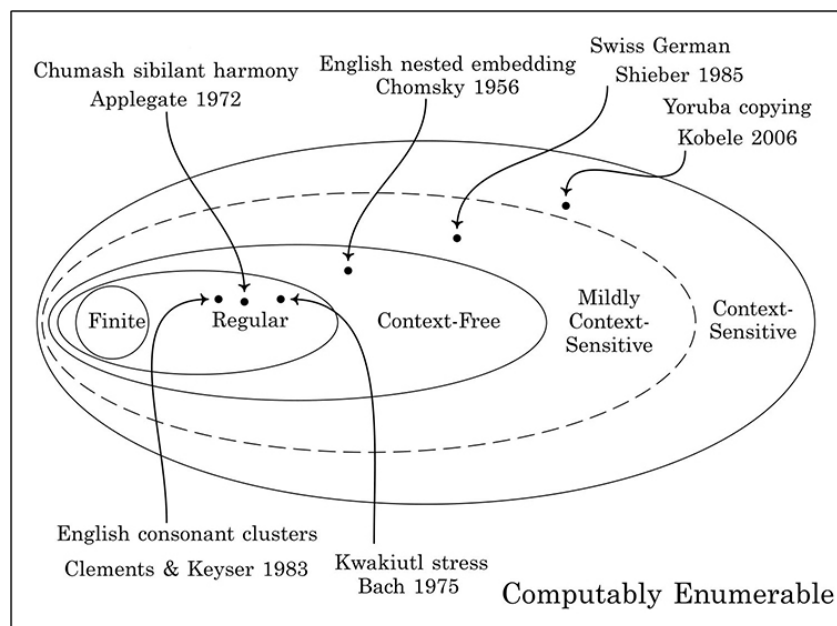 Swiss German
Shieber 1985
Chumash sibilant harmony
Applegate 1972
English nested embedding
Chomsky 1956
Yoruba copying
Kobele 2006
Finite
Regular
Context-Free
Mildly
Context-
Sensitive
Context-
Sensitive
English consonant clusters
Clements & Keyser 1983
Kwakiutl stress
Bach 1975
Computably Enumerable